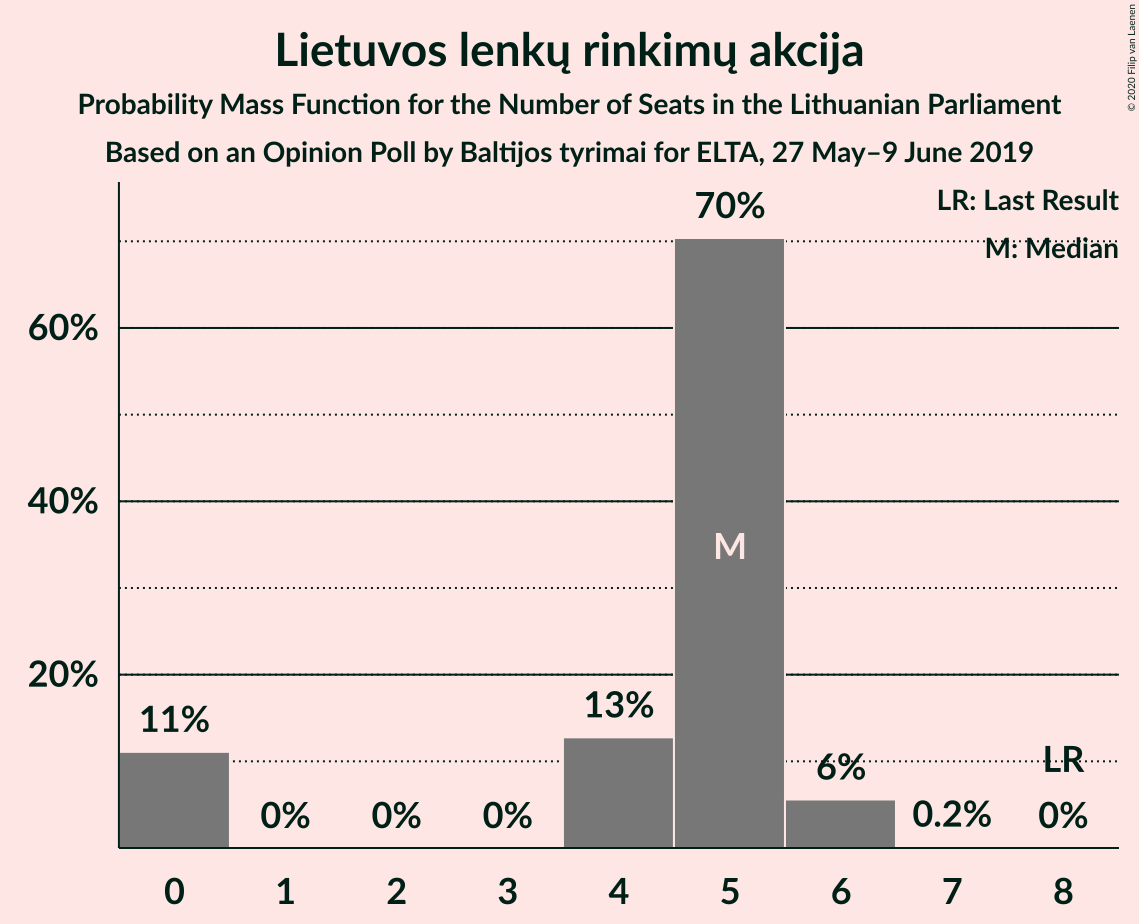 Lietuvos lenkų rinkimų akcija
Probability Mass Function for the Number of Seats in the Lithuanian Parliament
Based on an Opinion Poll by Baltijos tyrimai for ELTA, 27 May–9 June 2019
© 2020 Filip van Laenen
LR: Last Result
M: Median
70%
60%
40%
M
20%
11%
13%
6%
LR
0%
0%
0%
0.2%
0%
0 1 2 3 4 5 6 7 8